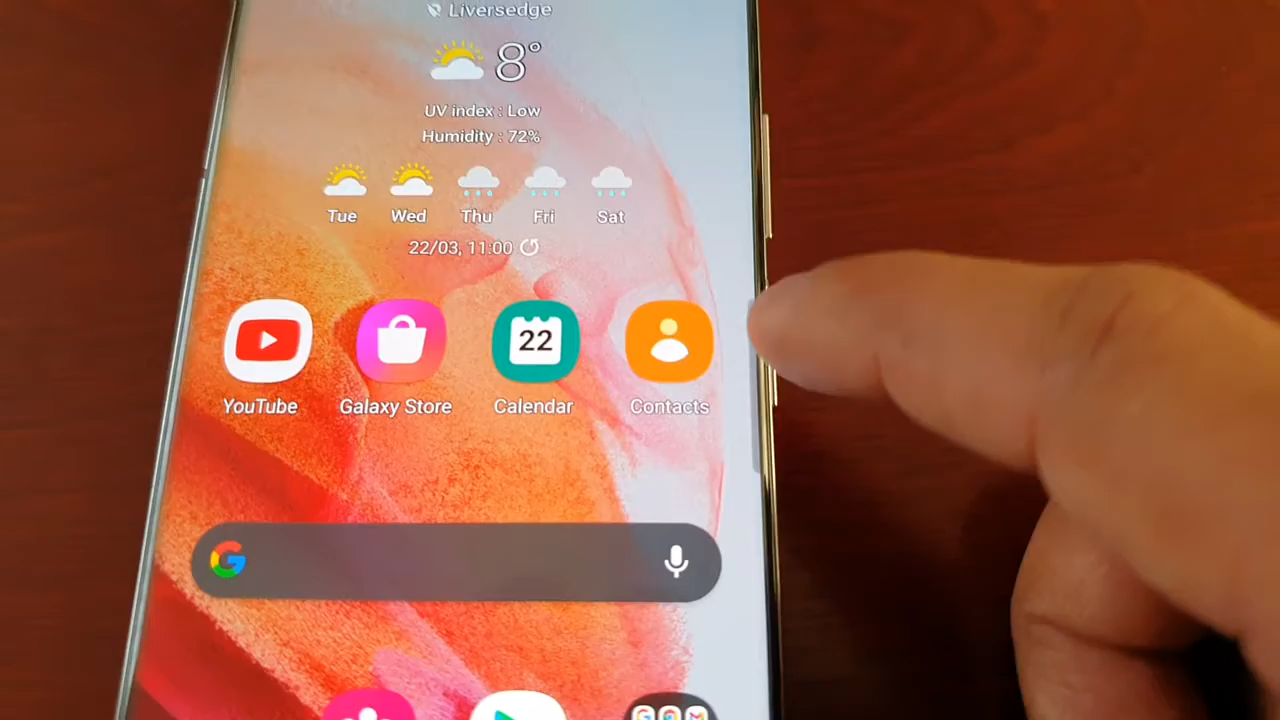 Liversedge
8°
UV index : Low
Humidity : 72%
Tue Wed Thu Fri Sat
22/03, 11:00
22
YouTube Galaxy Store Calendar Contacts
G
G M